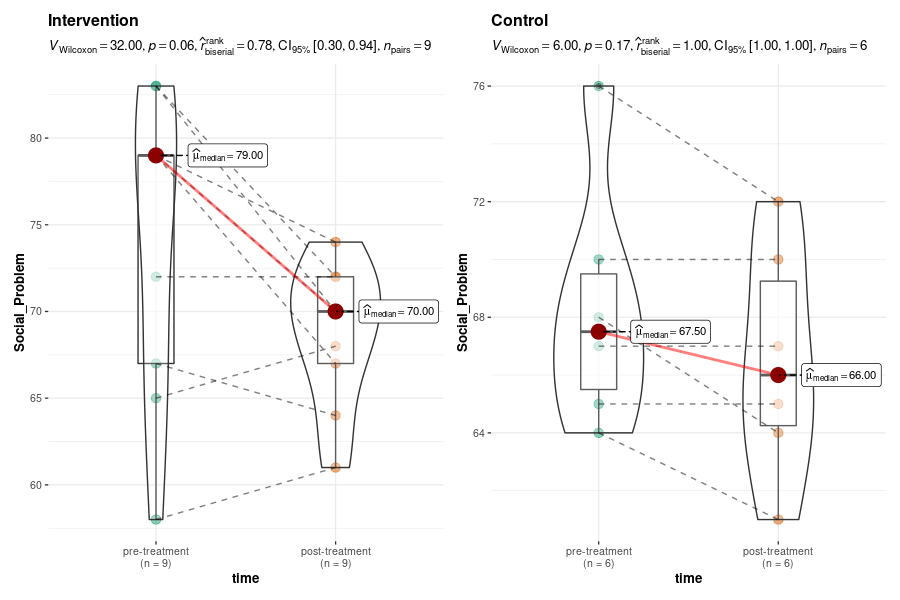 Intervention
V_Wilcoxon = 32.00, p = 0.06, r̂^rank_biserial = 0.78, CI_95% [0.30, 0.94], n_pairs = 9
Social_Problem
80
75
70
65
60
μ̂_median = 79.00
μ̂_median = 70.00
pre-treatment
(n = 9)
post-treatment
(n = 9)
time
Control
V_Wilcoxon = 6.00, p = 0.17, r̂^rank_biserial = 1.00, CI_95% [1.00, 1.00], n_pairs = 6
Social_Problem
76
72
68
64
μ̂_median = 67.50
μ̂_median = 66.00
pre-treatment
(n = 6)
post-treatment
(n = 6)
time